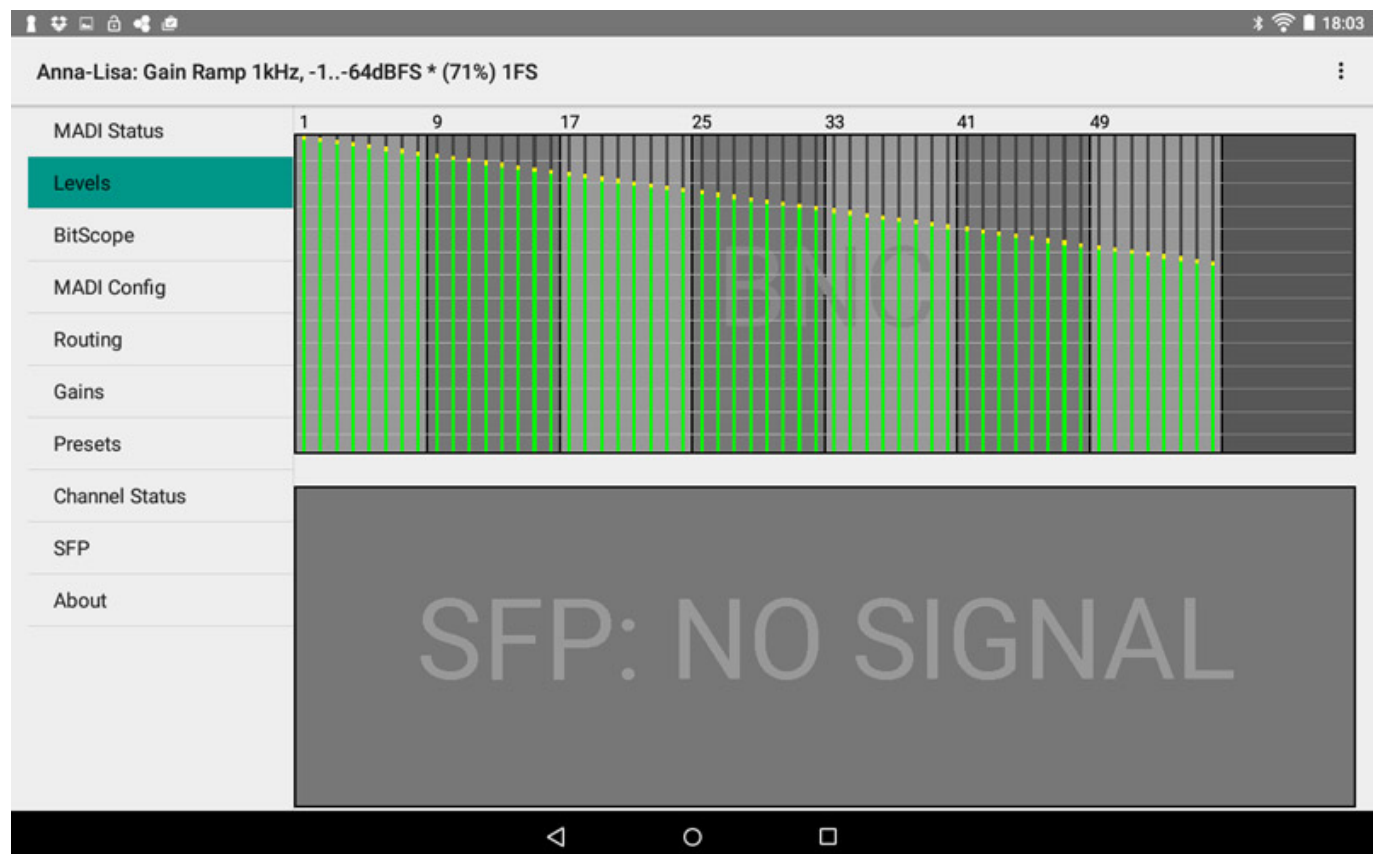 18:03
Anna-Lisa: Gain Ramp 1kHz, -1..-64dBFS * (71%) 1FS
MADI Status
Levels
BitScope
MADI Config
Routing
Gains
Presets
Channel Status
SFP
About
1 9 17 25 33 41 49
BNC
SFP: NO SIGNAL